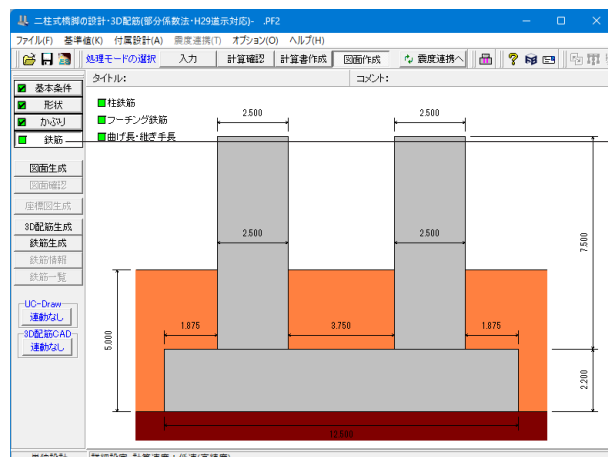 二柱式橋脚の設計・3D配筋(部分係数法・H29道示対応)- .PF2
ファイル(F) 基準値(K) 付属設計(A) 震度連携(T) オプション(O) ヘルプ(H)
処理モードの選択 入力 計算確認 計算書作成 図面作成 震度連携へ
タイトル: コメント:
基本条件
形状
かぶり
鉄筋
図面生成
図面確認
座標図生成
3D配筋生成
鉄筋生成
鉄筋情報
鉄筋一覧
UC-Draw
連動なし
3D配筋CAD
連動なし
柱鉄筋
フーチング鉄筋
曲げ長・継ぎ手長
2.500 2.500
7.500
2.500 2.500
1.875 3.750 1.875
5.000
2.200
12.500